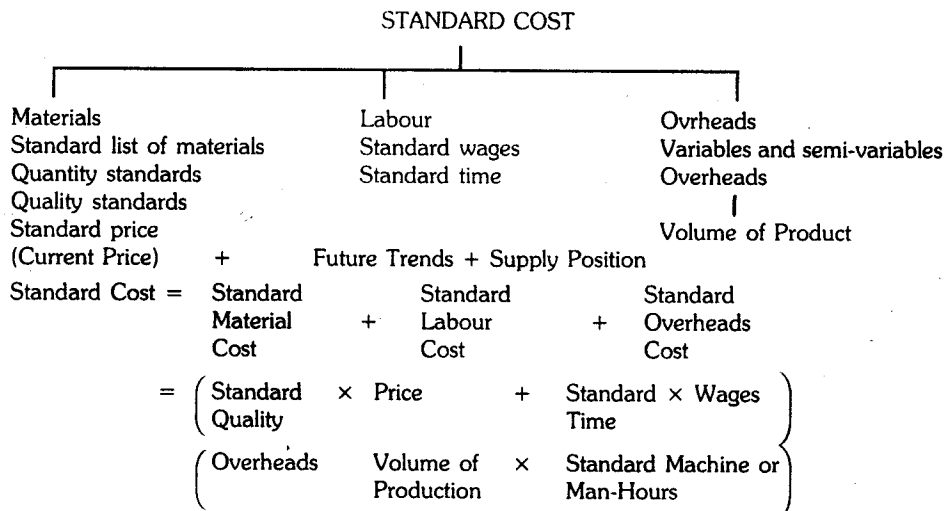 STANDARD COST
Materials Labour Ovrheads
Standard list of materials Standard wages Variables and semi-variables
Quantity standards Standard time Overheads
Quality standards
Standard price Volume of Product
(Current Price) + Future Trends + Supply Position
Standard Cost = Standard Standard Standard
Material + Labour + Overheads
Cost Cost Cost
= ( Standard × Price + Standard × Wages )
Quality Time
( Overheads Volume of × Standard Machine or )
Production Man-Hours